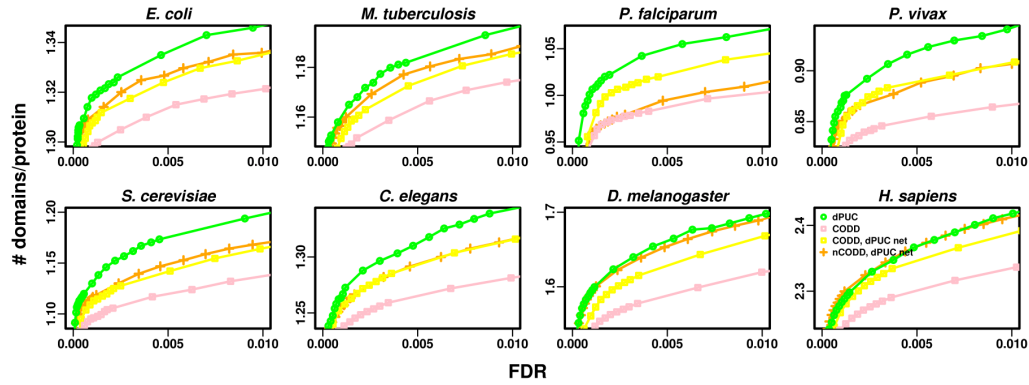 E. coli
M. tuberculosis
P. falciparum
P. vivax
1.30 1.32 1.34
1.16 1.18
0.95 1.00 1.05
0.85 0.90
0.000 0.005 0.010
0.000 0.005 0.010
0.000 0.005 0.010
0.000 0.005 0.010
# domains/protein
S. cerevisiae
C. elegans
D. melanogaster
H. sapiens
1.10 1.15 1.20
1.25 1.30
1.6 1.7
2.3 2.4
dPUC
CODD
CODD, dPUC net
nCODD, dPUC net
0.000 0.005 0.010
0.000 0.005 0.010
0.000 0.005 0.010
0.000 0.005 0.010
FDR